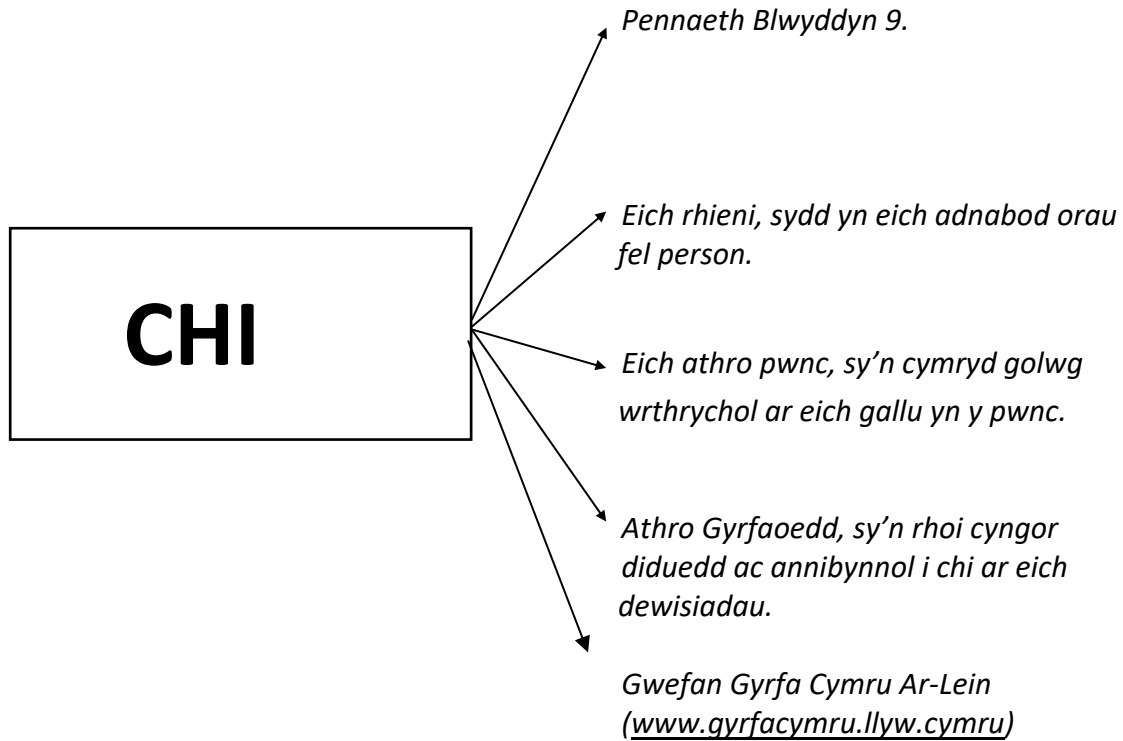 Pennaeth Blwyddyn 9.
Eich rhieni, sydd yn eich adnabod orau
fel person.
CHI
Eich athro pwnc, sy’n cymryd golwg
wrthrychol ar eich gallu yn y pwnc.
Athro Gyrfaoedd, sy’n rhoi cyngor
diduedd ac annibynnol i chi ar eich
dewisiadau.
Gwefan Gyrfa Cymru Ar-Lein
(www.gyrfacymru.llyw.cymru)